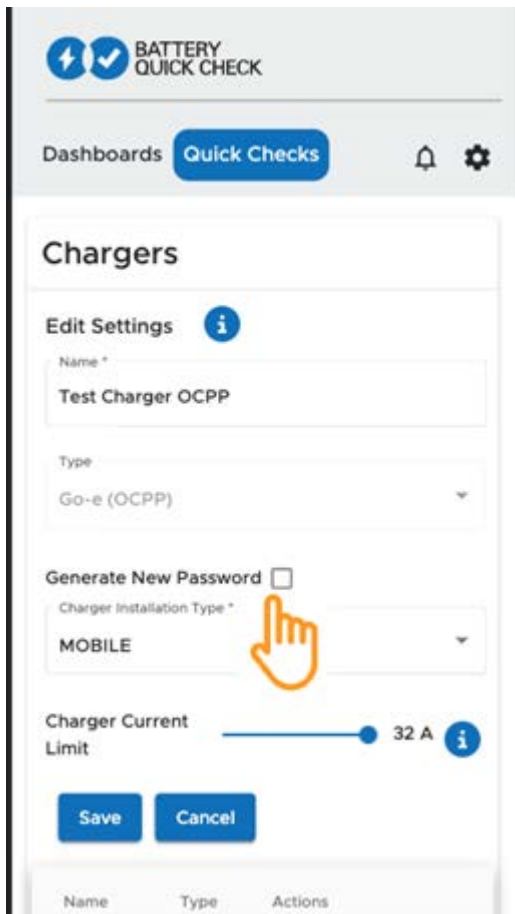 BATTERY
QUICK CHECK
Dashboards Quick Checks
Chargers
Edit Settings
Name *
Test Charger OCPP
Type
Go-e (OCPP)
Generate New Password
Charger Installation Type *
MOBILE
Charger Current
Limit
32 A
Save Cancel
Name Type Actions